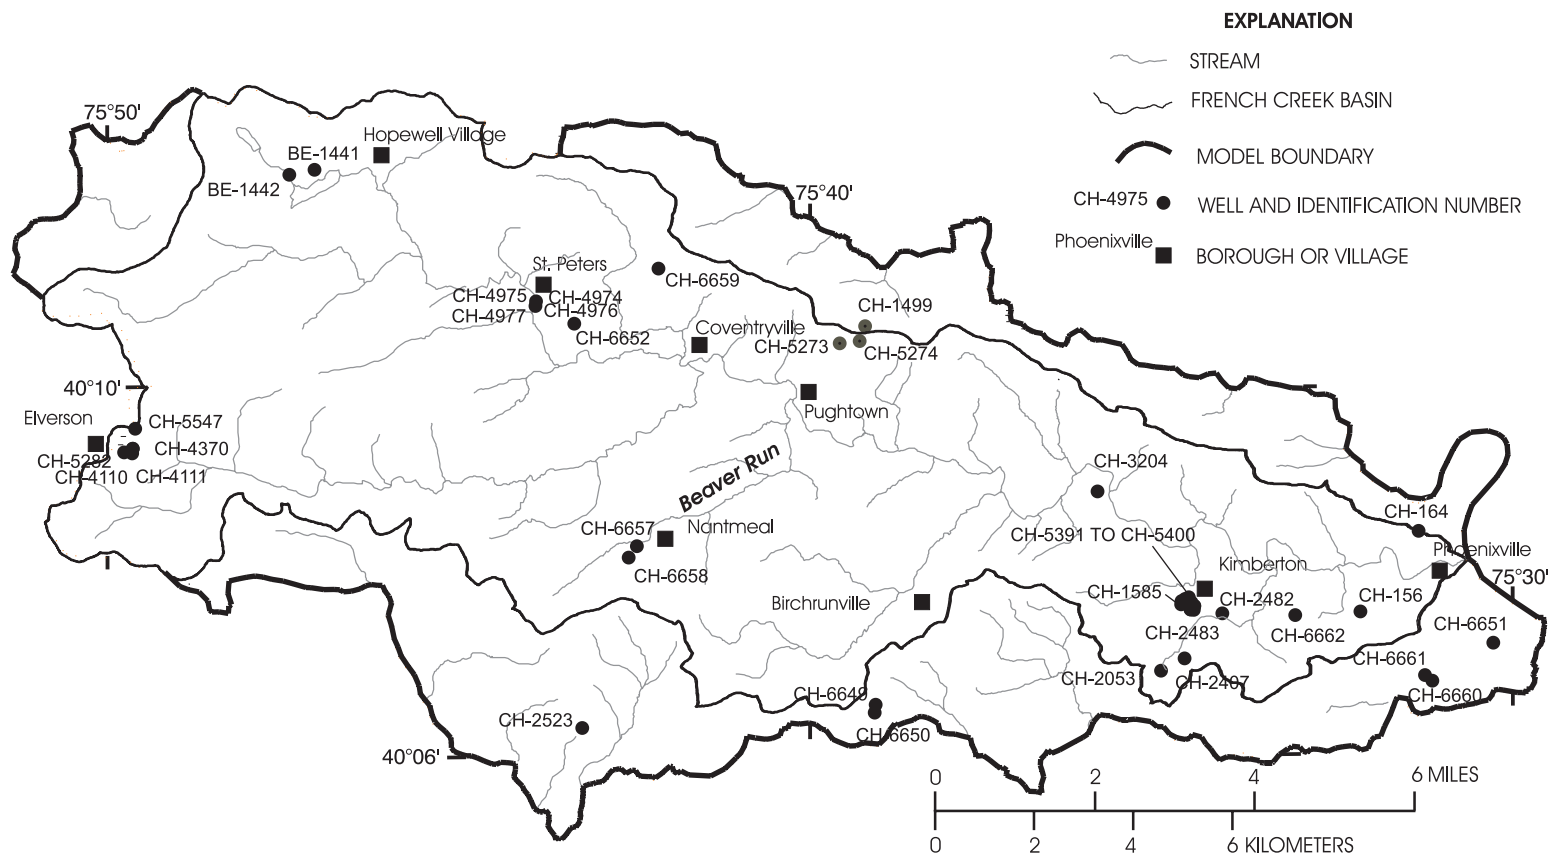 EXPLANATION
STREAM
FRENCH CREEK BASIN
MODEL BOUNDARY
CH-4975
WELL AND IDENTIFICATION NUMBER
Phoenixville
BOROUGH OR VILLAGE
75°50'
Hopewell Village
BE-1441
BE-1442
75°40'
St. Peters
CH-6659
CH-4975
CH-4974
CH-4977
CH-4976
CH-6652
CH-1499
Coventryville
CH-5273
CH-5274
40°10'
Pughtown
Elverson
CH-5547
CH-4370
CH-5282
CH-4110
CH-4111
Beaver Run
CH-3204
CH-164
CH-6657
Nantmeal
CH-5391 TO CH-5400
Phoenixville
CH-6658
Kimberton
75°30'
Birchrunville
CH-1585
CH-2482
CH-156
CH-2483
CH-6662
CH-6651
CH-6661
CH-2053
CH-2407
CH-6660
CH-6649
CH-2523
CH-6650
40°06'
0 2 4 6 MILES
0 2 4 6 KILOMETERS